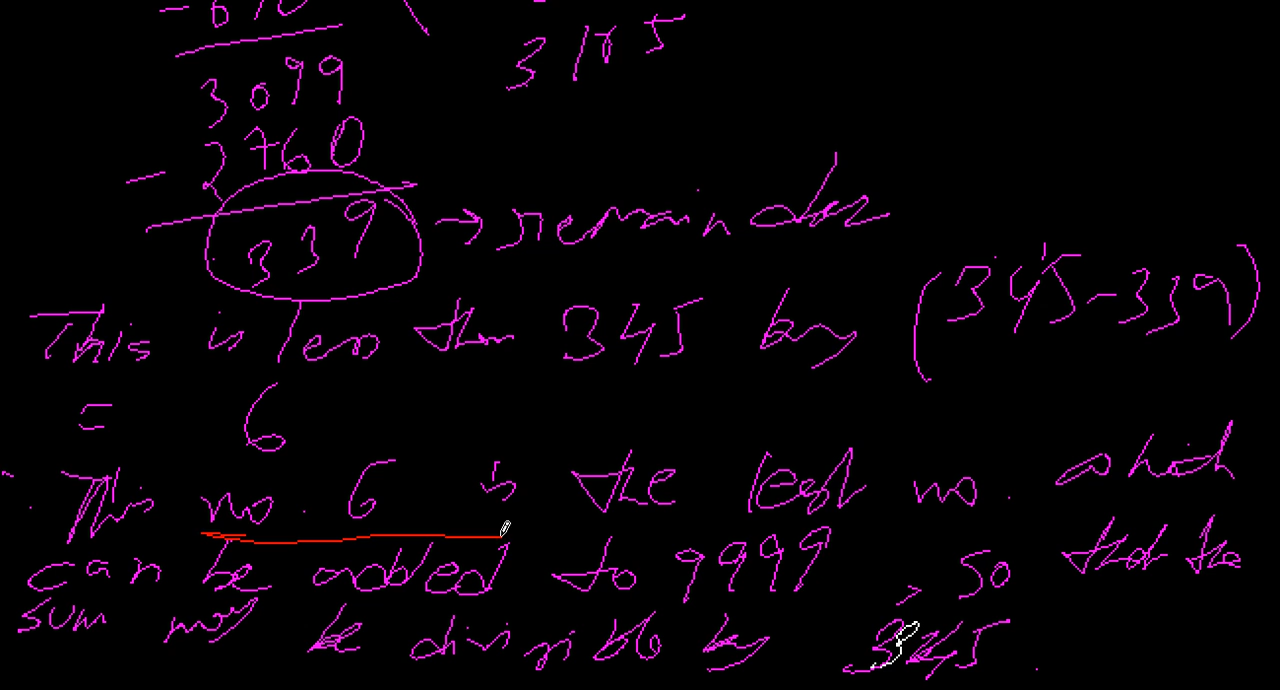 3099
- 2760
339 → remainder
This is less than 345 by (345-339)
= 6
This no. 6 is the least no. which
can be added to 9999, so that the
sum may be divisible by 345.